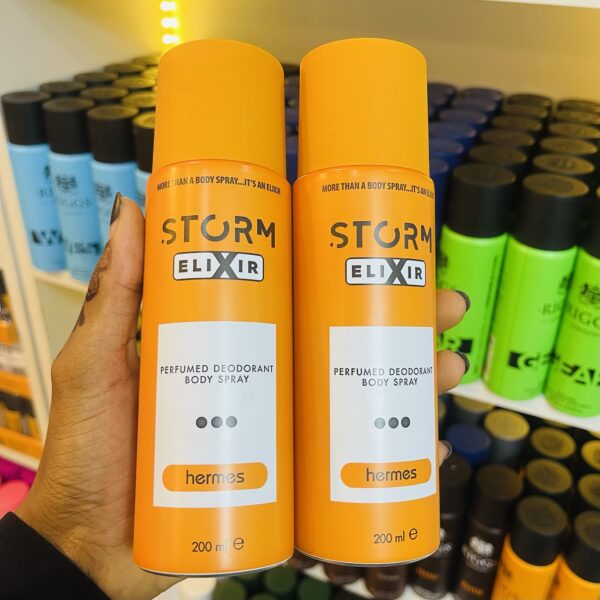 MORE THAN A BODY SPRAY...IT'S AN ELIXIR
.STORM
ELIXIR
PERFUMED DEODORANT
BODY SPRAY
hermes
200 ml e
MORE THAN A BODY SPRAY...IT'S AN ELIXIR
.STORM
ELIXIR
PERFUMED DEODORANT
BODY SPRAY
hermes
200 ml e